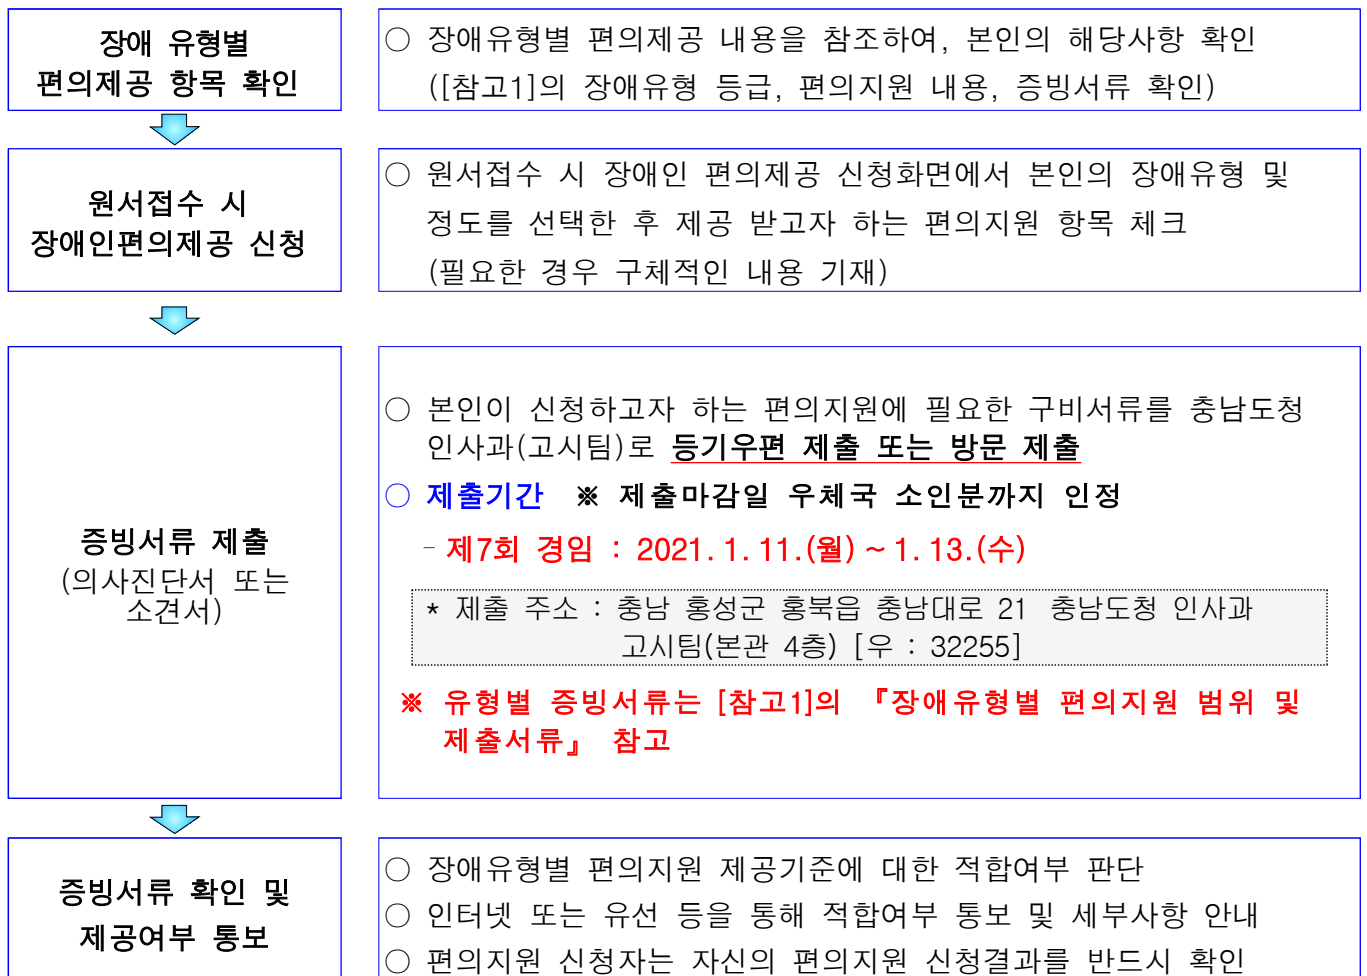 장애 유형별
편의제공 항목 확인
○ 장애유형별 편의제공 내용을 참조하여, 본인의 해당사항 확인
([참고1]의 장애유형 등급, 편의지원 내용, 증빙서류 확인)
원서접수 시
장애인편의제공 신청
○ 원서접수 시 장애인 편의제공 신청화면에서 본인의 장애유형 및
정도를 선택한 후 제공 받고자 하는 편의지원 항목 체크
(필요한 경우 구체적인 내용 기재)
증빙서류 제출
(의사진단서 또는
소견서)
○ 본인이 신청하고자 하는 편의지원에 필요한 구비서류를 충남도청
인사과(고시팀)로 등기우편 제출 또는 방문 제출
○ 제출기간 ※ 제출마감일 우체국 소인분까지 인정
- 제7회 경임 : 2021. 1. 11.(월) ~ 1. 13.(수)
* 제출 주소 : 충남 홍성군 홍북읍 충남대로 21 충남도청 인사과
고시팀(본관 4층) [우 : 32255]
※ 유형별 증빙서류는 [참고1]의 『장애유형별 편의지원 범위 및
제출서류』 참고
증빙서류 확인 및
제공여부 통보
○ 장애유형별 편의지원 제공기준에 대한 적합여부 판단
○ 인터넷 또는 유선 등을 통해 적합여부 통보 및 세부사항 안내
○ 편의지원 신청자는 자신의 편의지원 신청결과를 반드시 확인